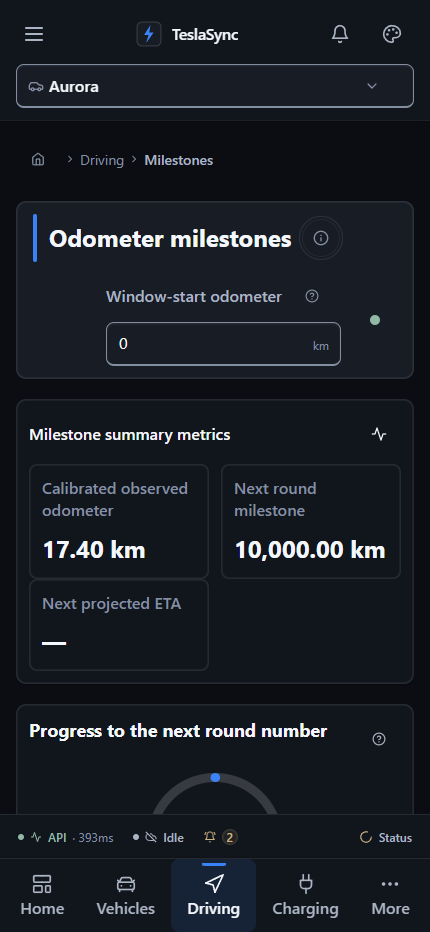 TeslaSync
Aurora
Driving
Milestones
Odometer milestones
Window-start odometer
0 km
Milestone summary metrics
Calibrated observed
odometer
17.40 km
Next round
milestone
10,000.00 km
Next projected ETA
—
Progress to the next round number
API · 393ms
Idle
2
Status
Home
Vehicles
Driving
Charging
More